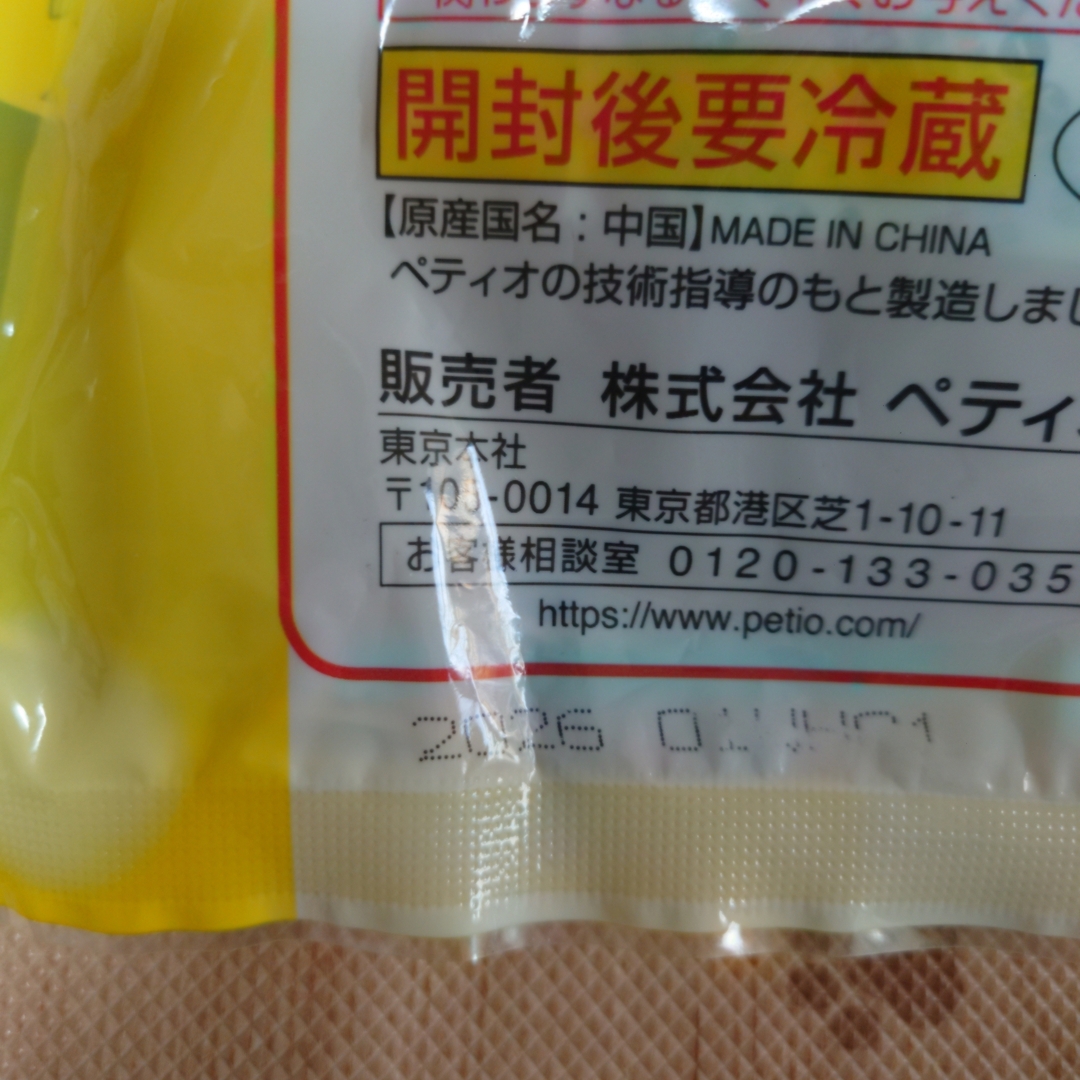 開封後要冷蔵
【原産国名：中国】MADE IN CHINA
ペティオの技術指導のもと製造しまし
販売者 株式会社 ペティオ
東京本社
〒105-0014 東京都港区芝1-10-11
お客様相談室 0120-133-035
https://www.petio.com/
2026